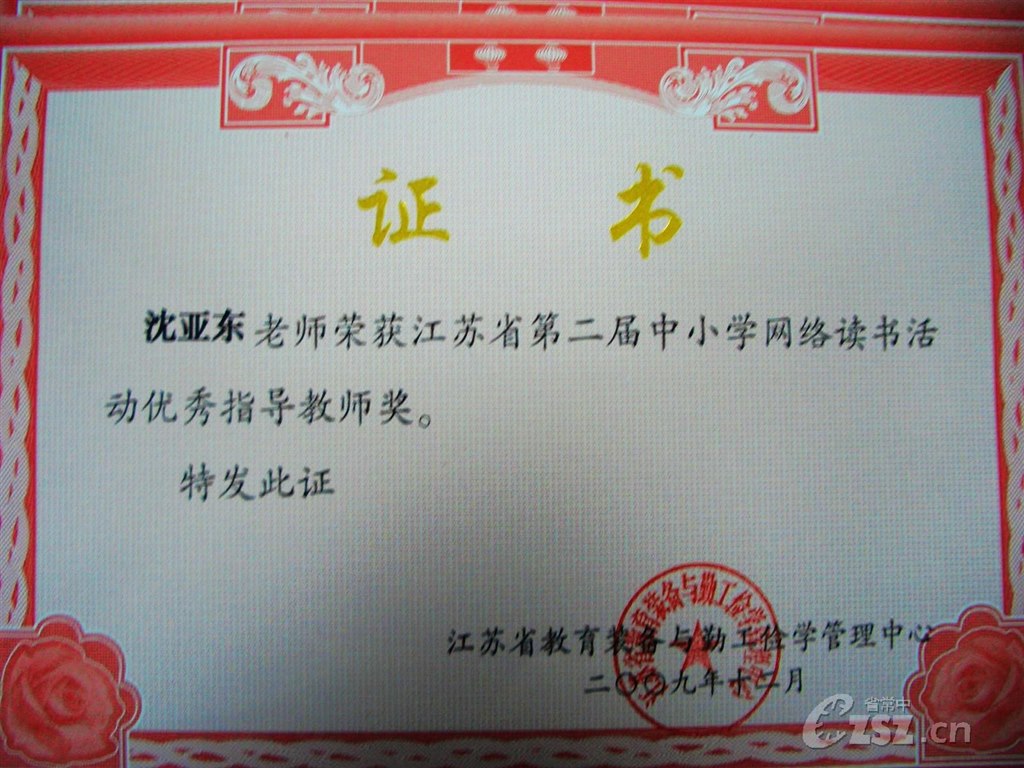 证 书
沈亚东老师荣获江苏省第二届中小学网络读书活
动优秀指导教师奖。
特发此证
江苏省教育装备与勤工俭学管理中心
二〇〇九年十二月
省常中
CZSZ.cn